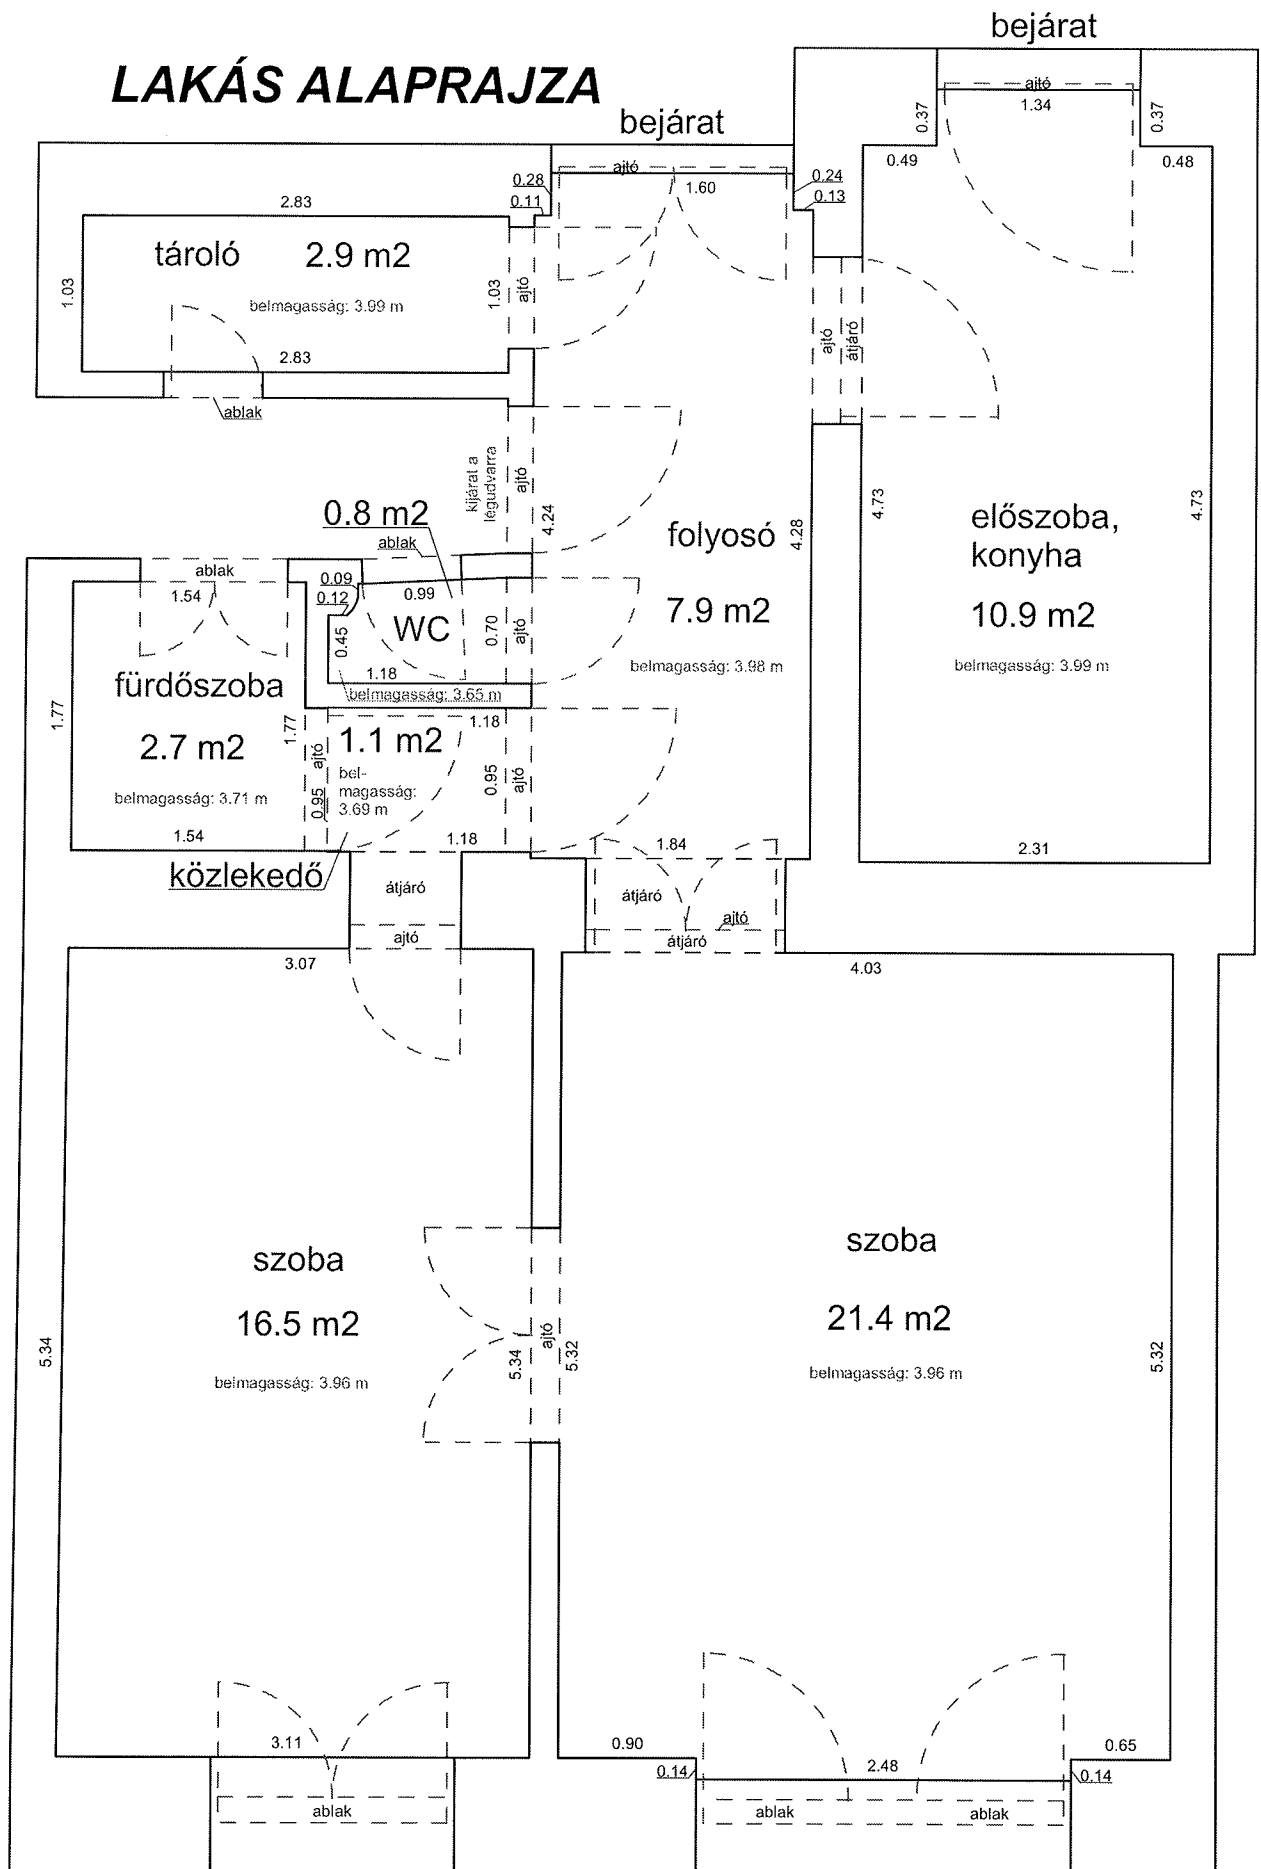 bejárat
LAKÁS ALAPRAJZA
bejárat
ajtó
1.34
0.37
0.37
0.49
0.48
ajtó
1.60
0.28
0.11
0.24
0.13
2.83
tároló 2.9 m2
belmagasság: 3.99 m
1.03
1.03
ajtó
2.83
ablak
ajtó
átjáró
kijárat a
légudvarra
ajtó
4.24
0.8 m2
ablak
folyosó
7.9 m2
belmagasság: 3.98 m
4.28
4.73
4.73
előszoba,
konyha
10.9 m2
belmagasság: 3.99 m
ablak
1.54
0.09
0.12
0.99
0.45
WC
0.70
ajtó
1.18
belmagasság: 3.65 m
fürdőszoba
2.7 m2
belmagasság: 3.71 m
1.77
1.77
ajtó
0.95
1.18
1.1 m2
bel-
magasság:
3.69 m
0.95
ajtó
1.54
1.18
1.84
2.31
közlekedő
átjáró
ajtó
átjáró
ajtó
átjáró
3.07
4.03
szoba
16.5 m2
belmagasság: 3.96 m
5.34
5.34
ajtó
5.32
szoba
21.4 m2
belmagasság: 3.96 m
5.32
3.11
ablak
0.90
0.14
2.48
0.65
0.14
ablak
ablak